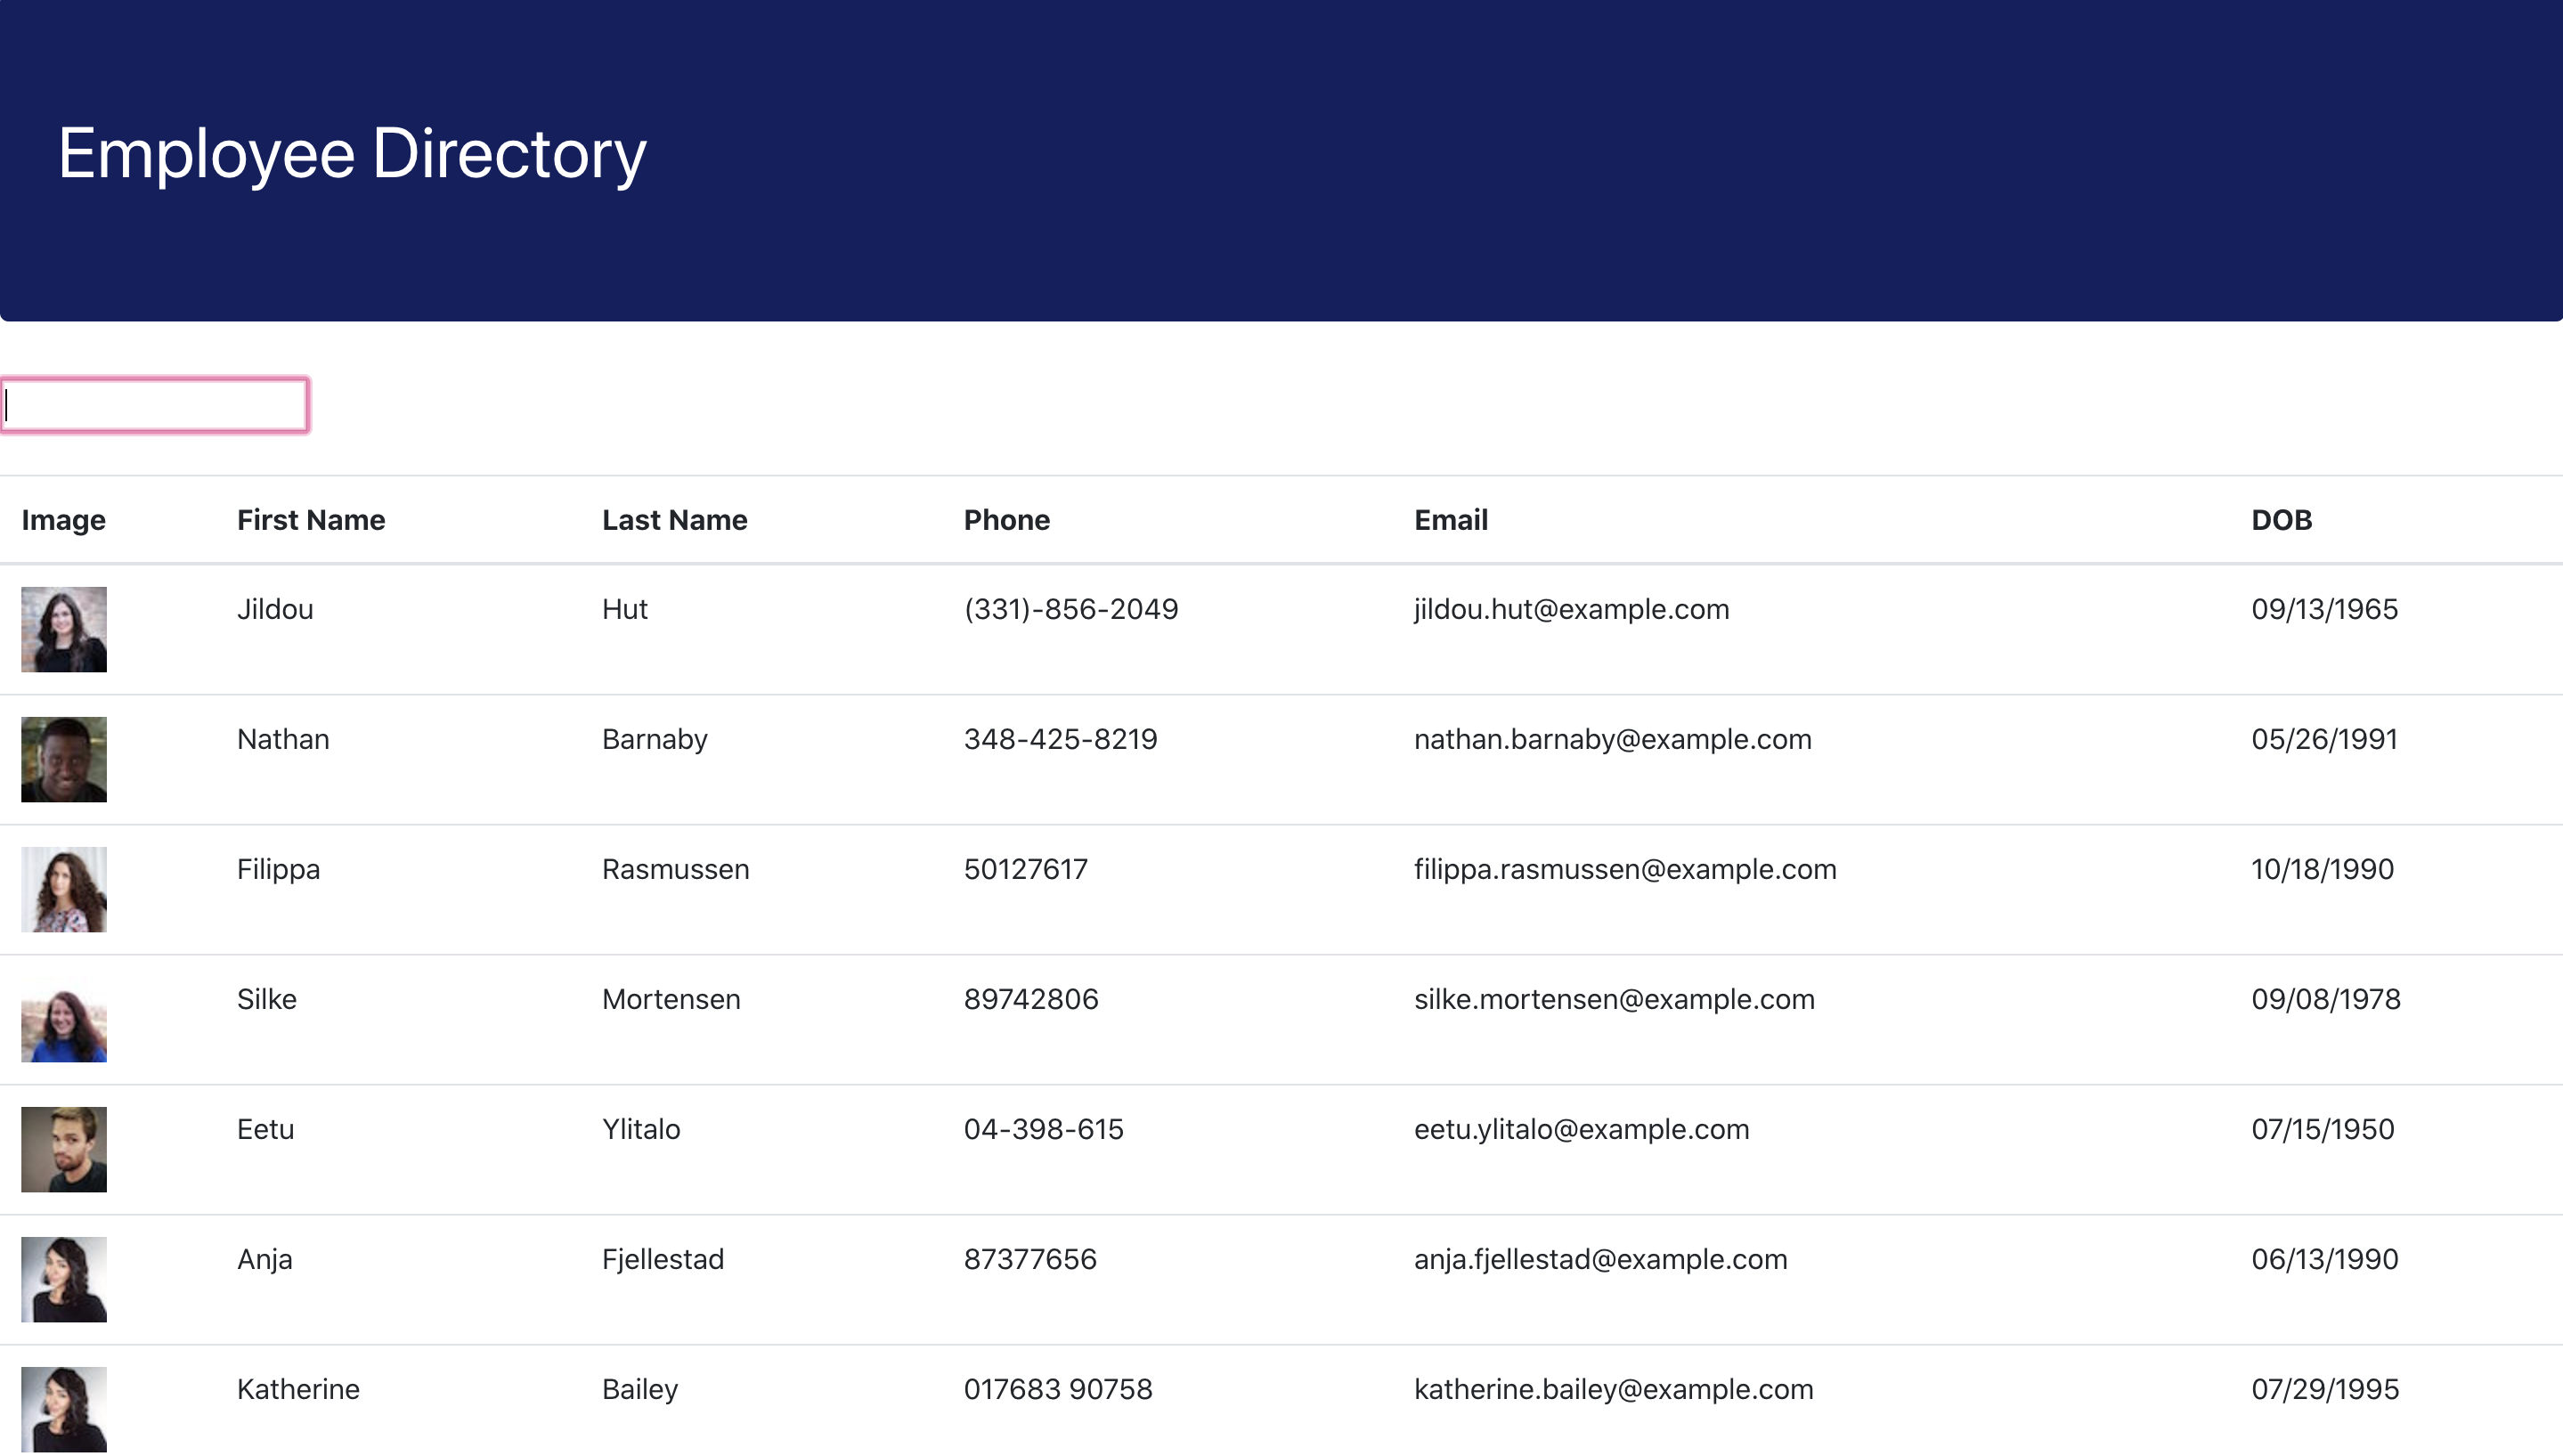 Employee Directory
Image First Name Last Name Phone Email DOB
Jildou Hut (331)-856-2049 jildou.hut@example.com 09/13/1965
Nathan Barnaby 348-425-8219 nathan.barnaby@example.com 05/26/1991
Filippa Rasmussen 50127617 filippa.rasmussen@example.com 10/18/1990
Silke Mortensen 89742806 silke.mortensen@example.com 09/08/1978
Eetu Ylitalo 04-398-615 eetu.ylitalo@example.com 07/15/1950
Anja Fjellestad 87377656 anja.fjellestad@example.com 06/13/1990
Katherine Bailey 017683 90758 katherine.bailey@example.com 07/29/1995